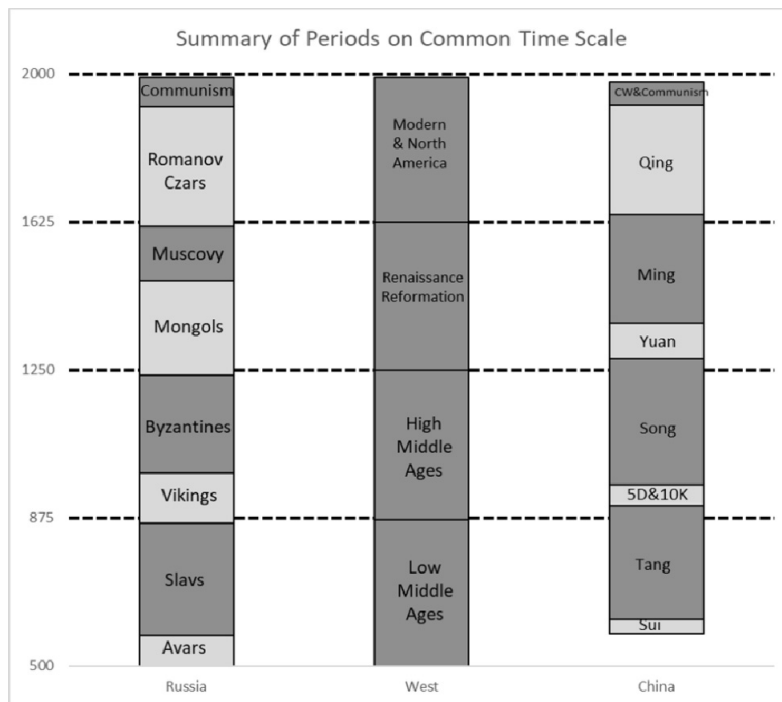 Summary of Periods on Common Time Scale
2000
1625
1250
875
500
Communism
Romanov
Czars
Muscovy
Mongols
Byzantines
Vikings
Slavs
Avars
Modern
& North
America
Renaissance
Reformation
High
Middle
Ages
Low
Middle
Ages
CW&Communism
Qing
Ming
Yuan
Song
5D&10K
Tang
Sui
Russia
West
China